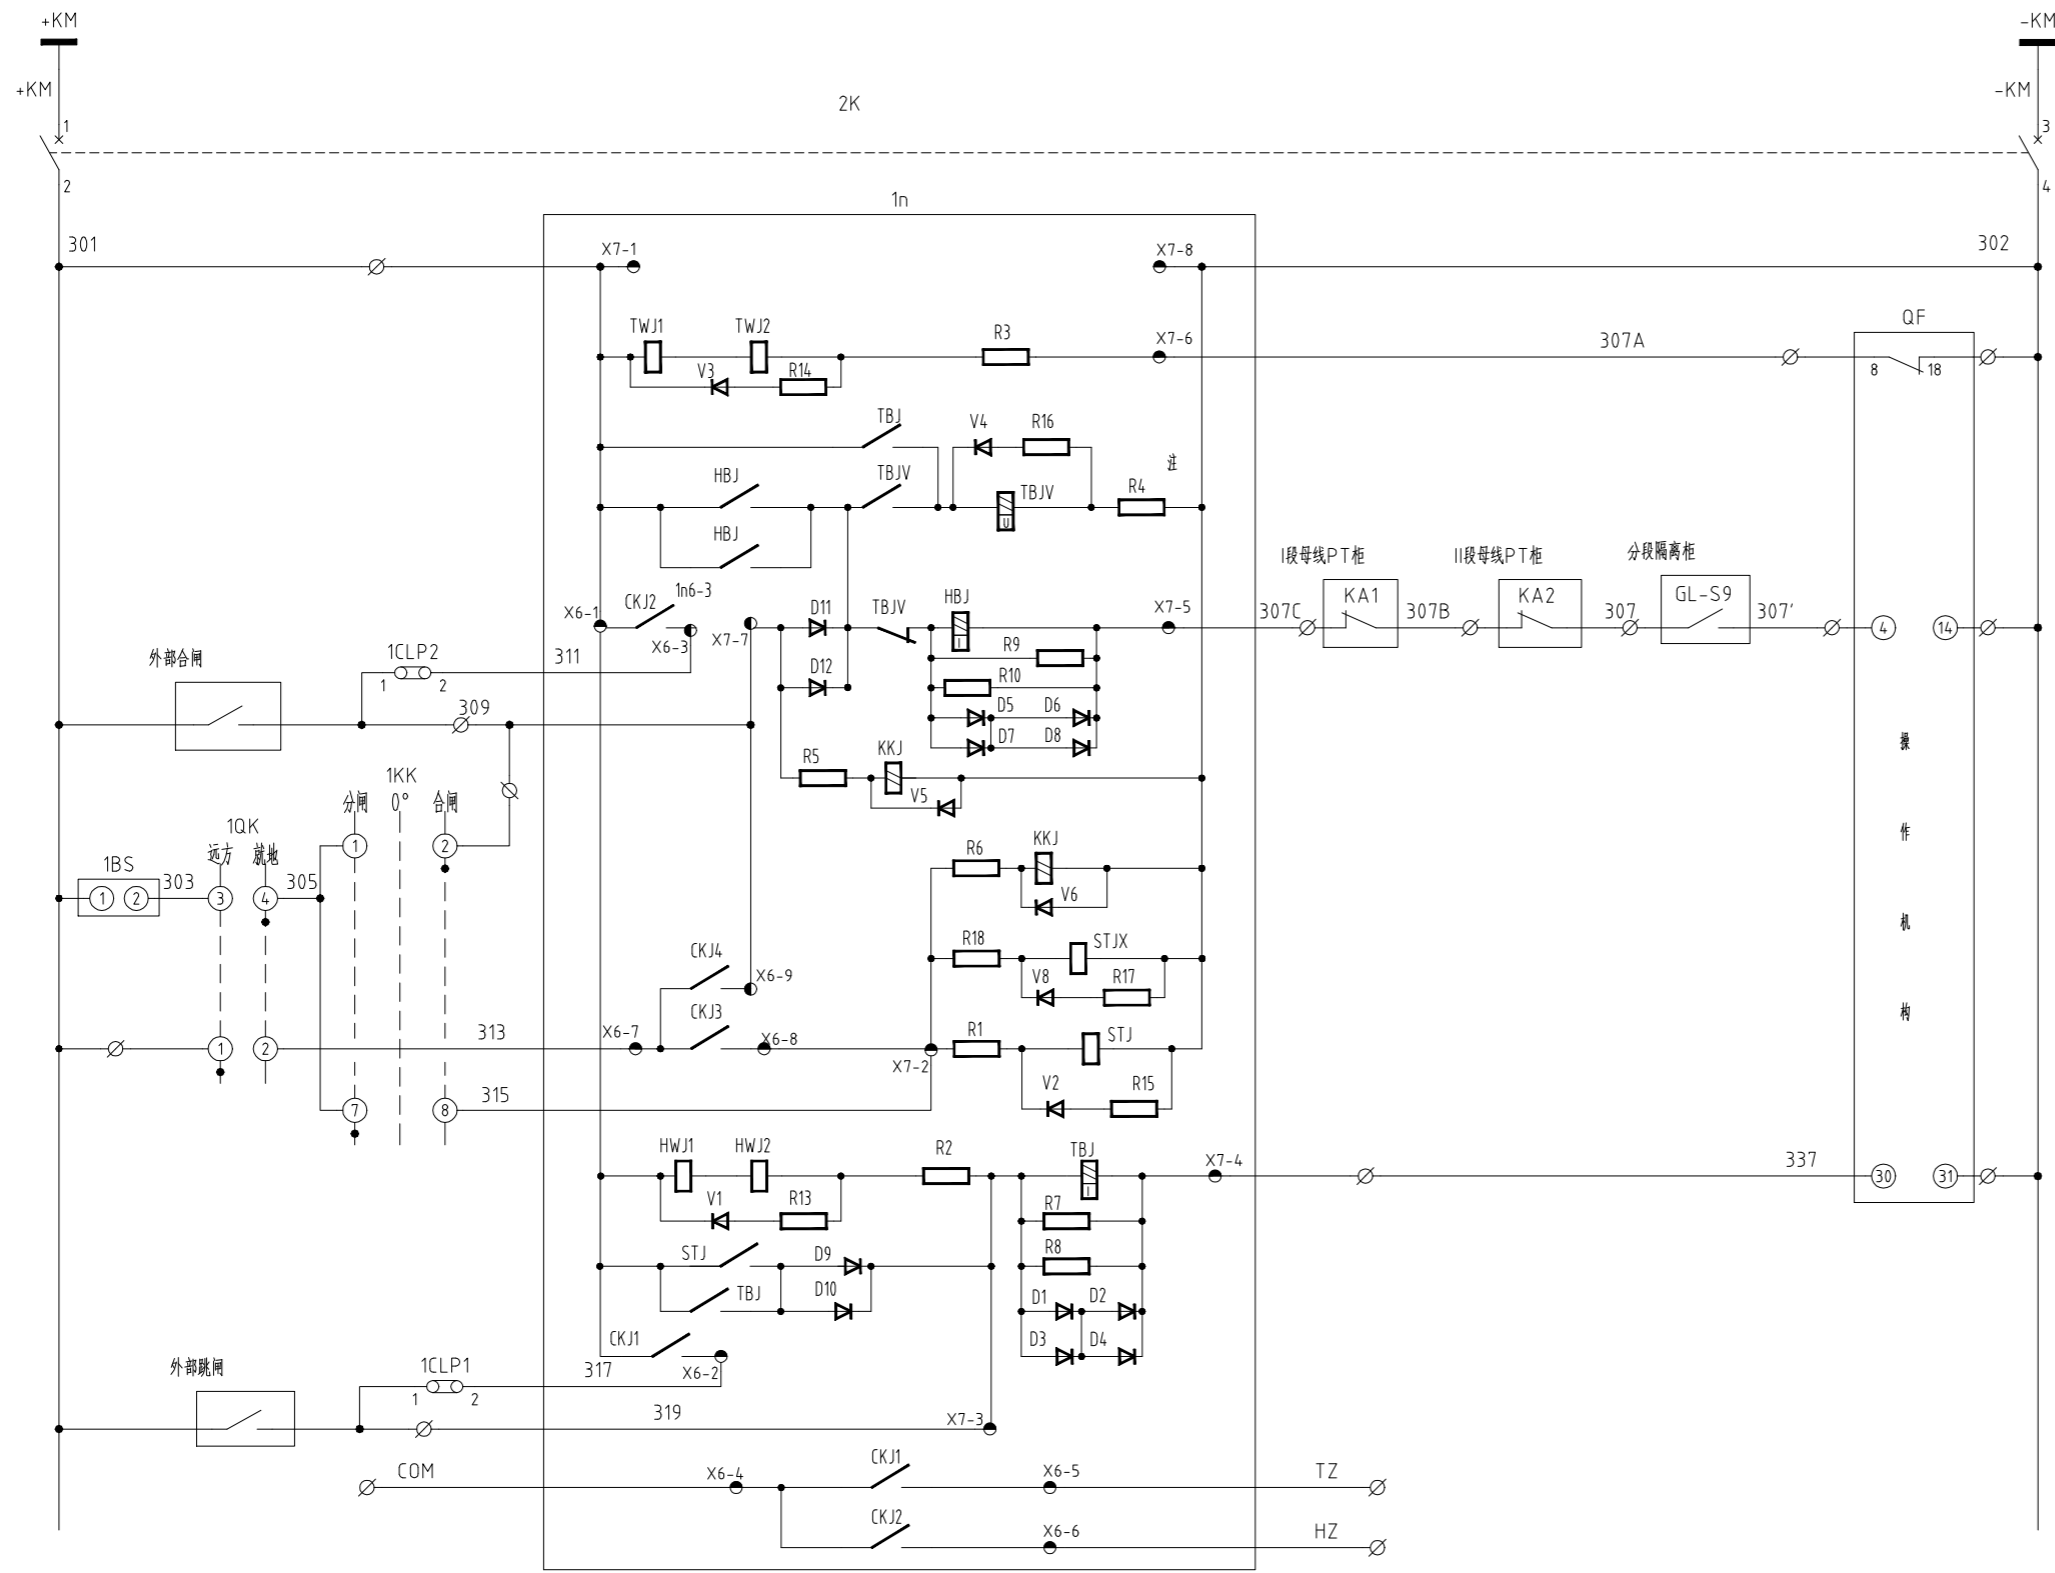 +KM
-KM
+KM
-KM
2K
1
3
2
4
1n
301
X7-1
X7-8
302
QF
TWJ1
TWJ2
R3
X7-6
307A
V3
R14
8
18
TBJ
V4
R16
注
HBJ
TBJV
TBJV
R4
HBJ
U
I段母线PT柜
II段母线PT柜
分段隔离柜
X6-1
CKJ2
1n6-3
D11
TBJV
HBJ
X7-5
307C
KA1
307B
KA2
307
GL-S9
307'
X6-3
X7-7
I
4
14
外部合闸
1CLP2
311
D12
R9
1
2
R10
309
D5
D6
D7
D8
操
R5
KKJ
1KK
分闸
0°
合闸
V5
1QK
远方
就地
1
2
KKJ
作
1BS
303
305
R6
1
2
3
4
V6
机
CKJ4
R18
STJX
X6-9
V8
R17
构
CKJ3
313
X6-7
X6-8
R1
STJ
1
2
X7-2
V2
R15
315
7
8
HWJ1
HWJ2
R2
TBJ
X7-4
337
I
30
31
V1
R13
R7
STJ
D9
R8
TBJ
D10
D1
D2
CKJ1
D3
D4
外部跳闸
1CLP1
317
X6-2
1
2
319
X7-3
COM
X6-4
CKJ1
X6-5
TZ
CKJ2
X6-6
HZ